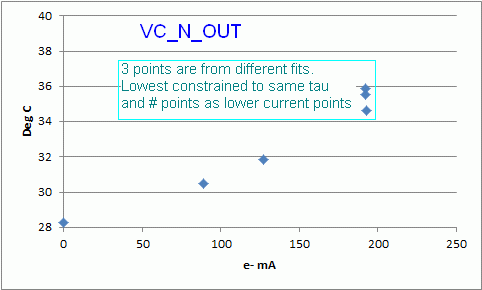 VC_N_OUT
3 points are from different fits.
Lowest constrained to same tau
and # points as lower current points
Deg C
40
38
36
34
32
30
28
0
50
100
150
200
250
e- mA